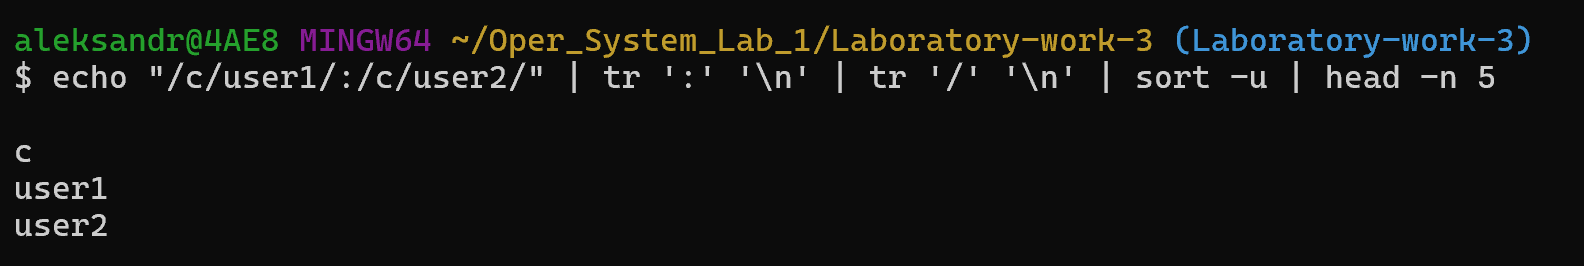 aleksandr@4AE8 MINGW64 ~/Oper_System_Lab_1/Laboratory-work-3 (Laboratory-work-3)
$ echo "/c/user1/:/c/user2/" | tr ':' '\n' | tr '/' '\n' | sort -u | head -n 5

c
user1
user2